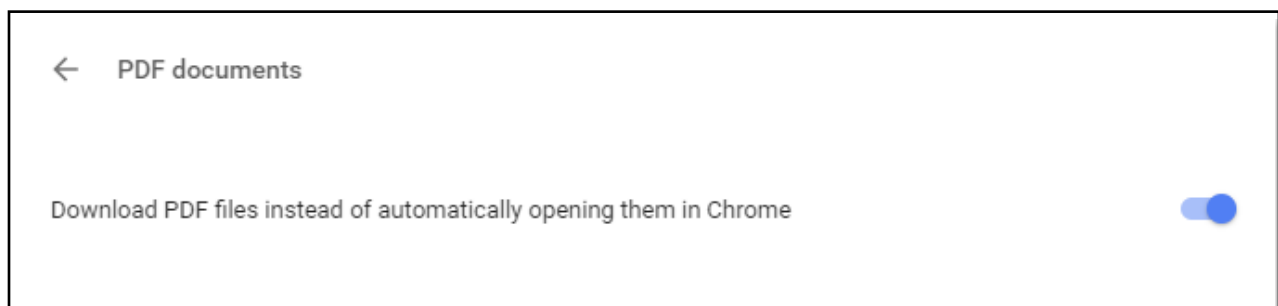 PDF documents
Download PDF files instead of automatically opening them in Chrome